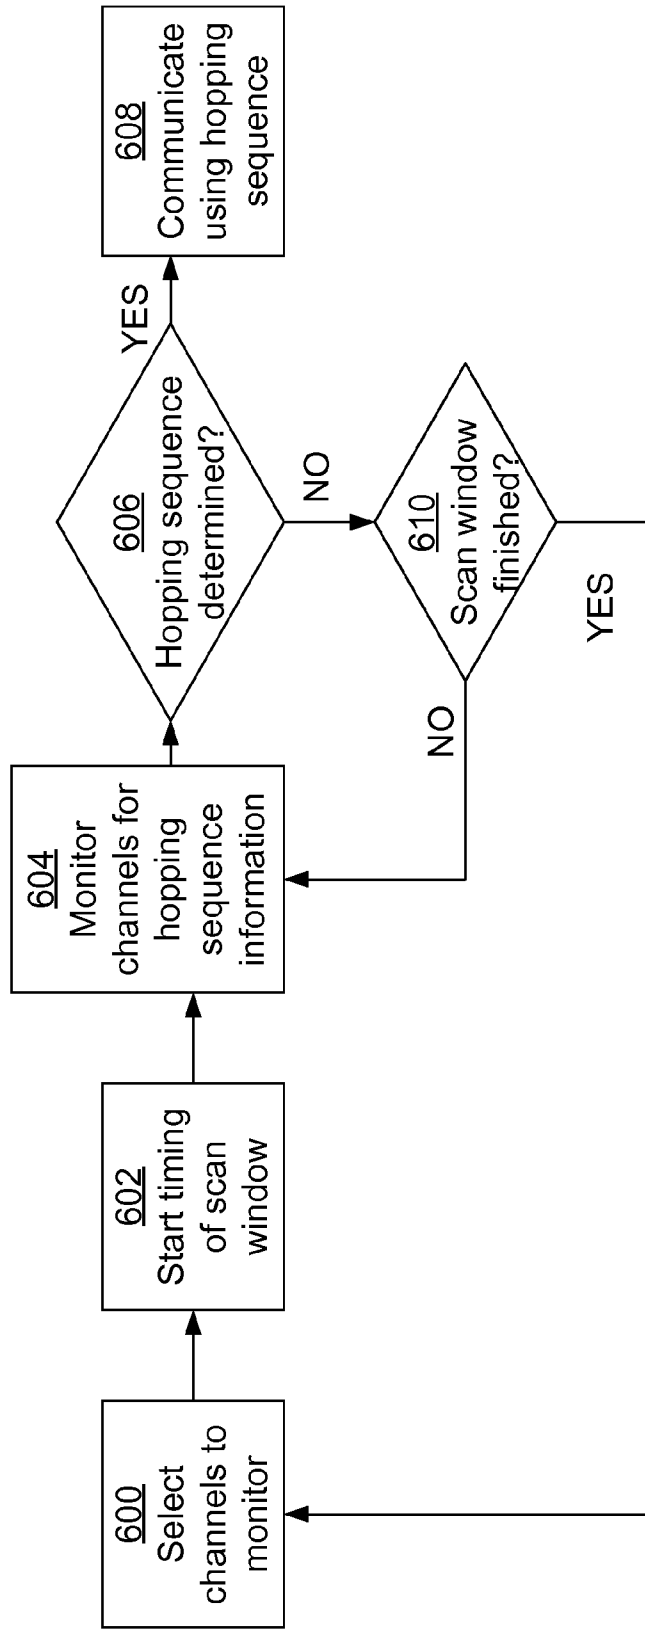 600
Select
channels to
monitor
602
Start timing
of scan
window
604
Monitor
channels for
hopping
sequence
information
606
Hopping sequence
determined?
YES
608
Communicate
using hopping
sequence
NO
610
Scan window
finished?
NO
YES